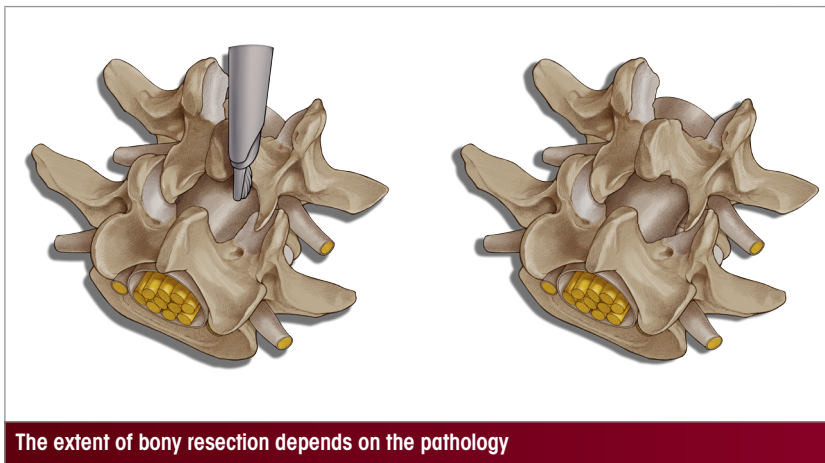 The extent of bony resection depends on the pathology